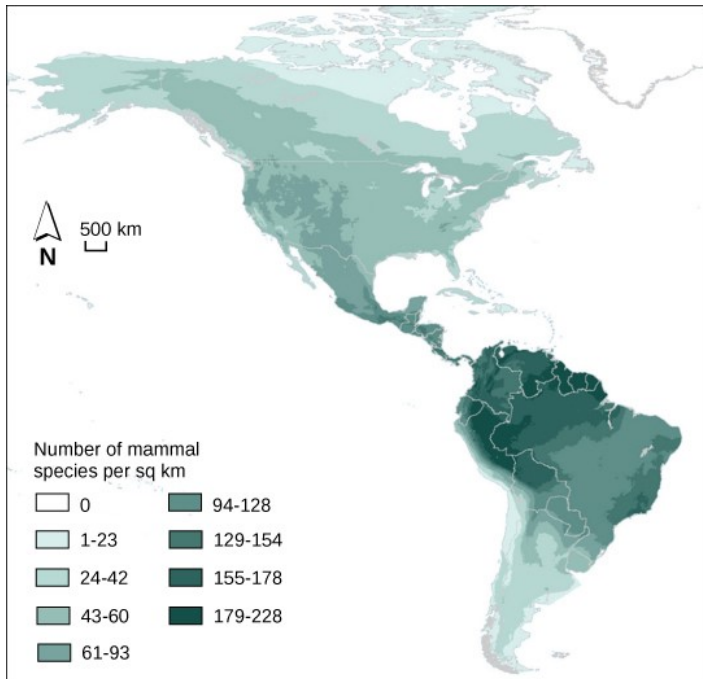 500 km
N
Number of mammal
species per sq km
0
1-23
24-42
43-60
61-93
94-128
129-154
155-178
179-228